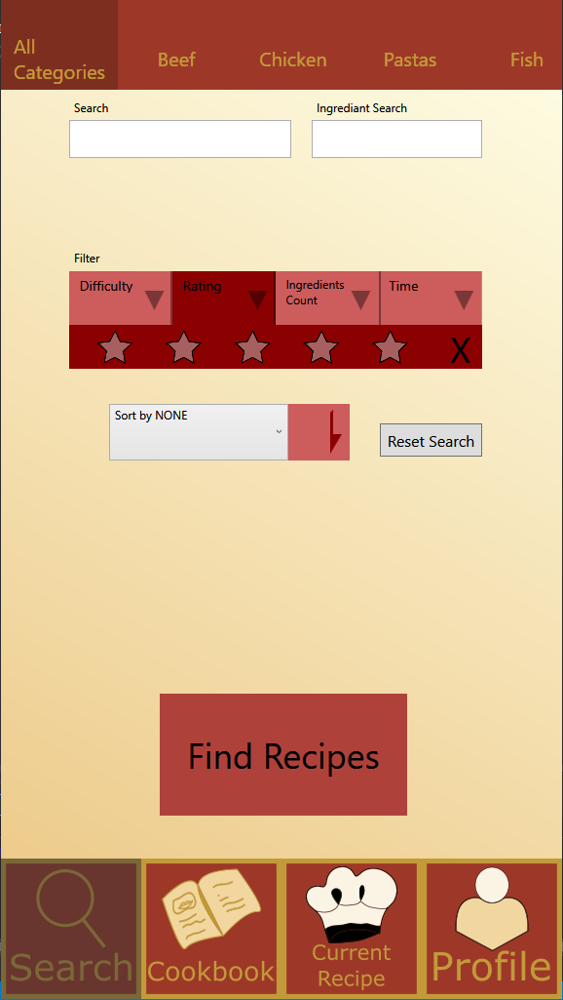 All
Categories
Beef
Chicken
Pastas
Fish
Search
Ingrediant Search
Filter
Difficulty
Rating
Ingredients
Count
Time
X
Sort by NONE
Reset Search
Find Recipes
Search
Cookbook
Current
Recipe
Profile